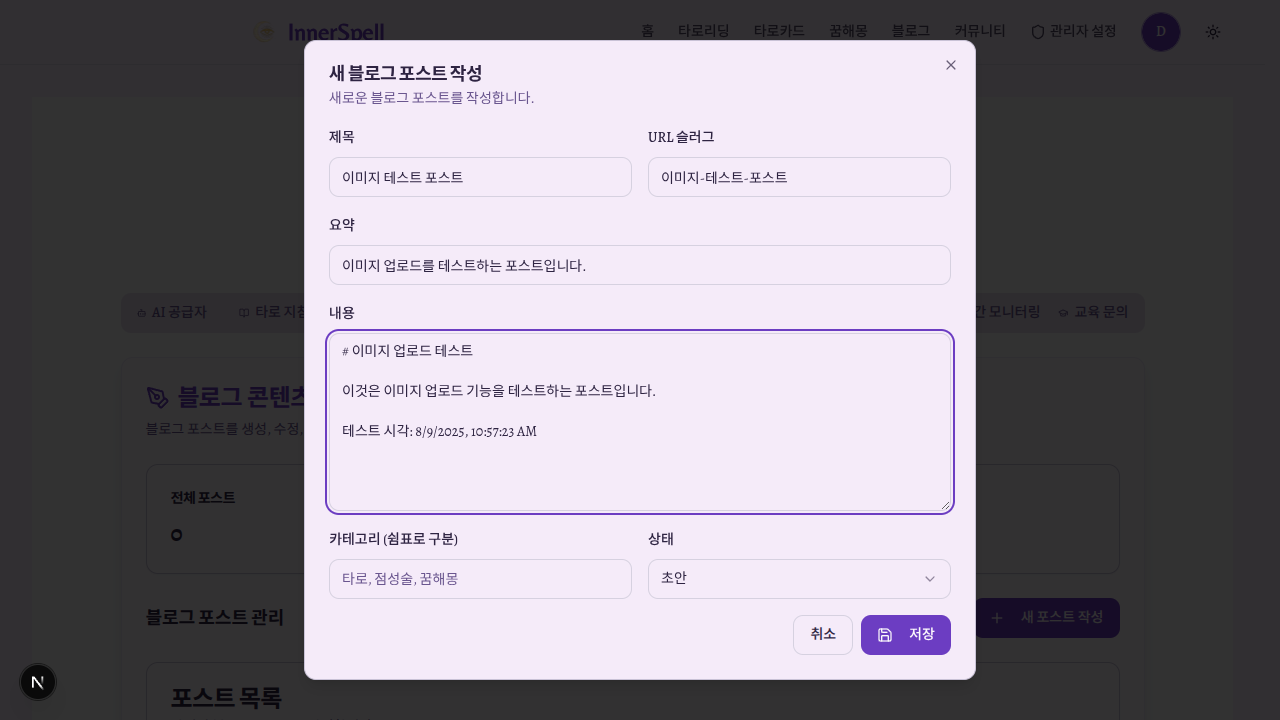 InnerSpell
홈 타로리딩 타로카드 꿈해몽 블로그 커뮤니티 관리자 설정 D
새 블로그 포스트 작성
새로운 블로그 포스트를 작성합니다.
제목 URL 슬러그
이미지 테스트 포스트 이미지-테스트-포스트
요약
이미지 업로드를 테스트하는 포스트입니다.
내용
# 이미지 업로드 테스트
이것은 이미지 업로드 기능을 테스트하는 포스트입니다.
테스트 시각: 8/9/2025, 10:57:23 AM
카테고리 (쉼표로 구분) 상태
타로, 점성술, 꿈해몽 초안
취소 저장
AI 공급자 타로 지침 모니터링 교육 문의
블로그 콘텐츠
블로그 포스트를 생성, 수정,
전체 포스트
0
블로그 포스트 관리 새 포스트 작성
포스트 목록
N